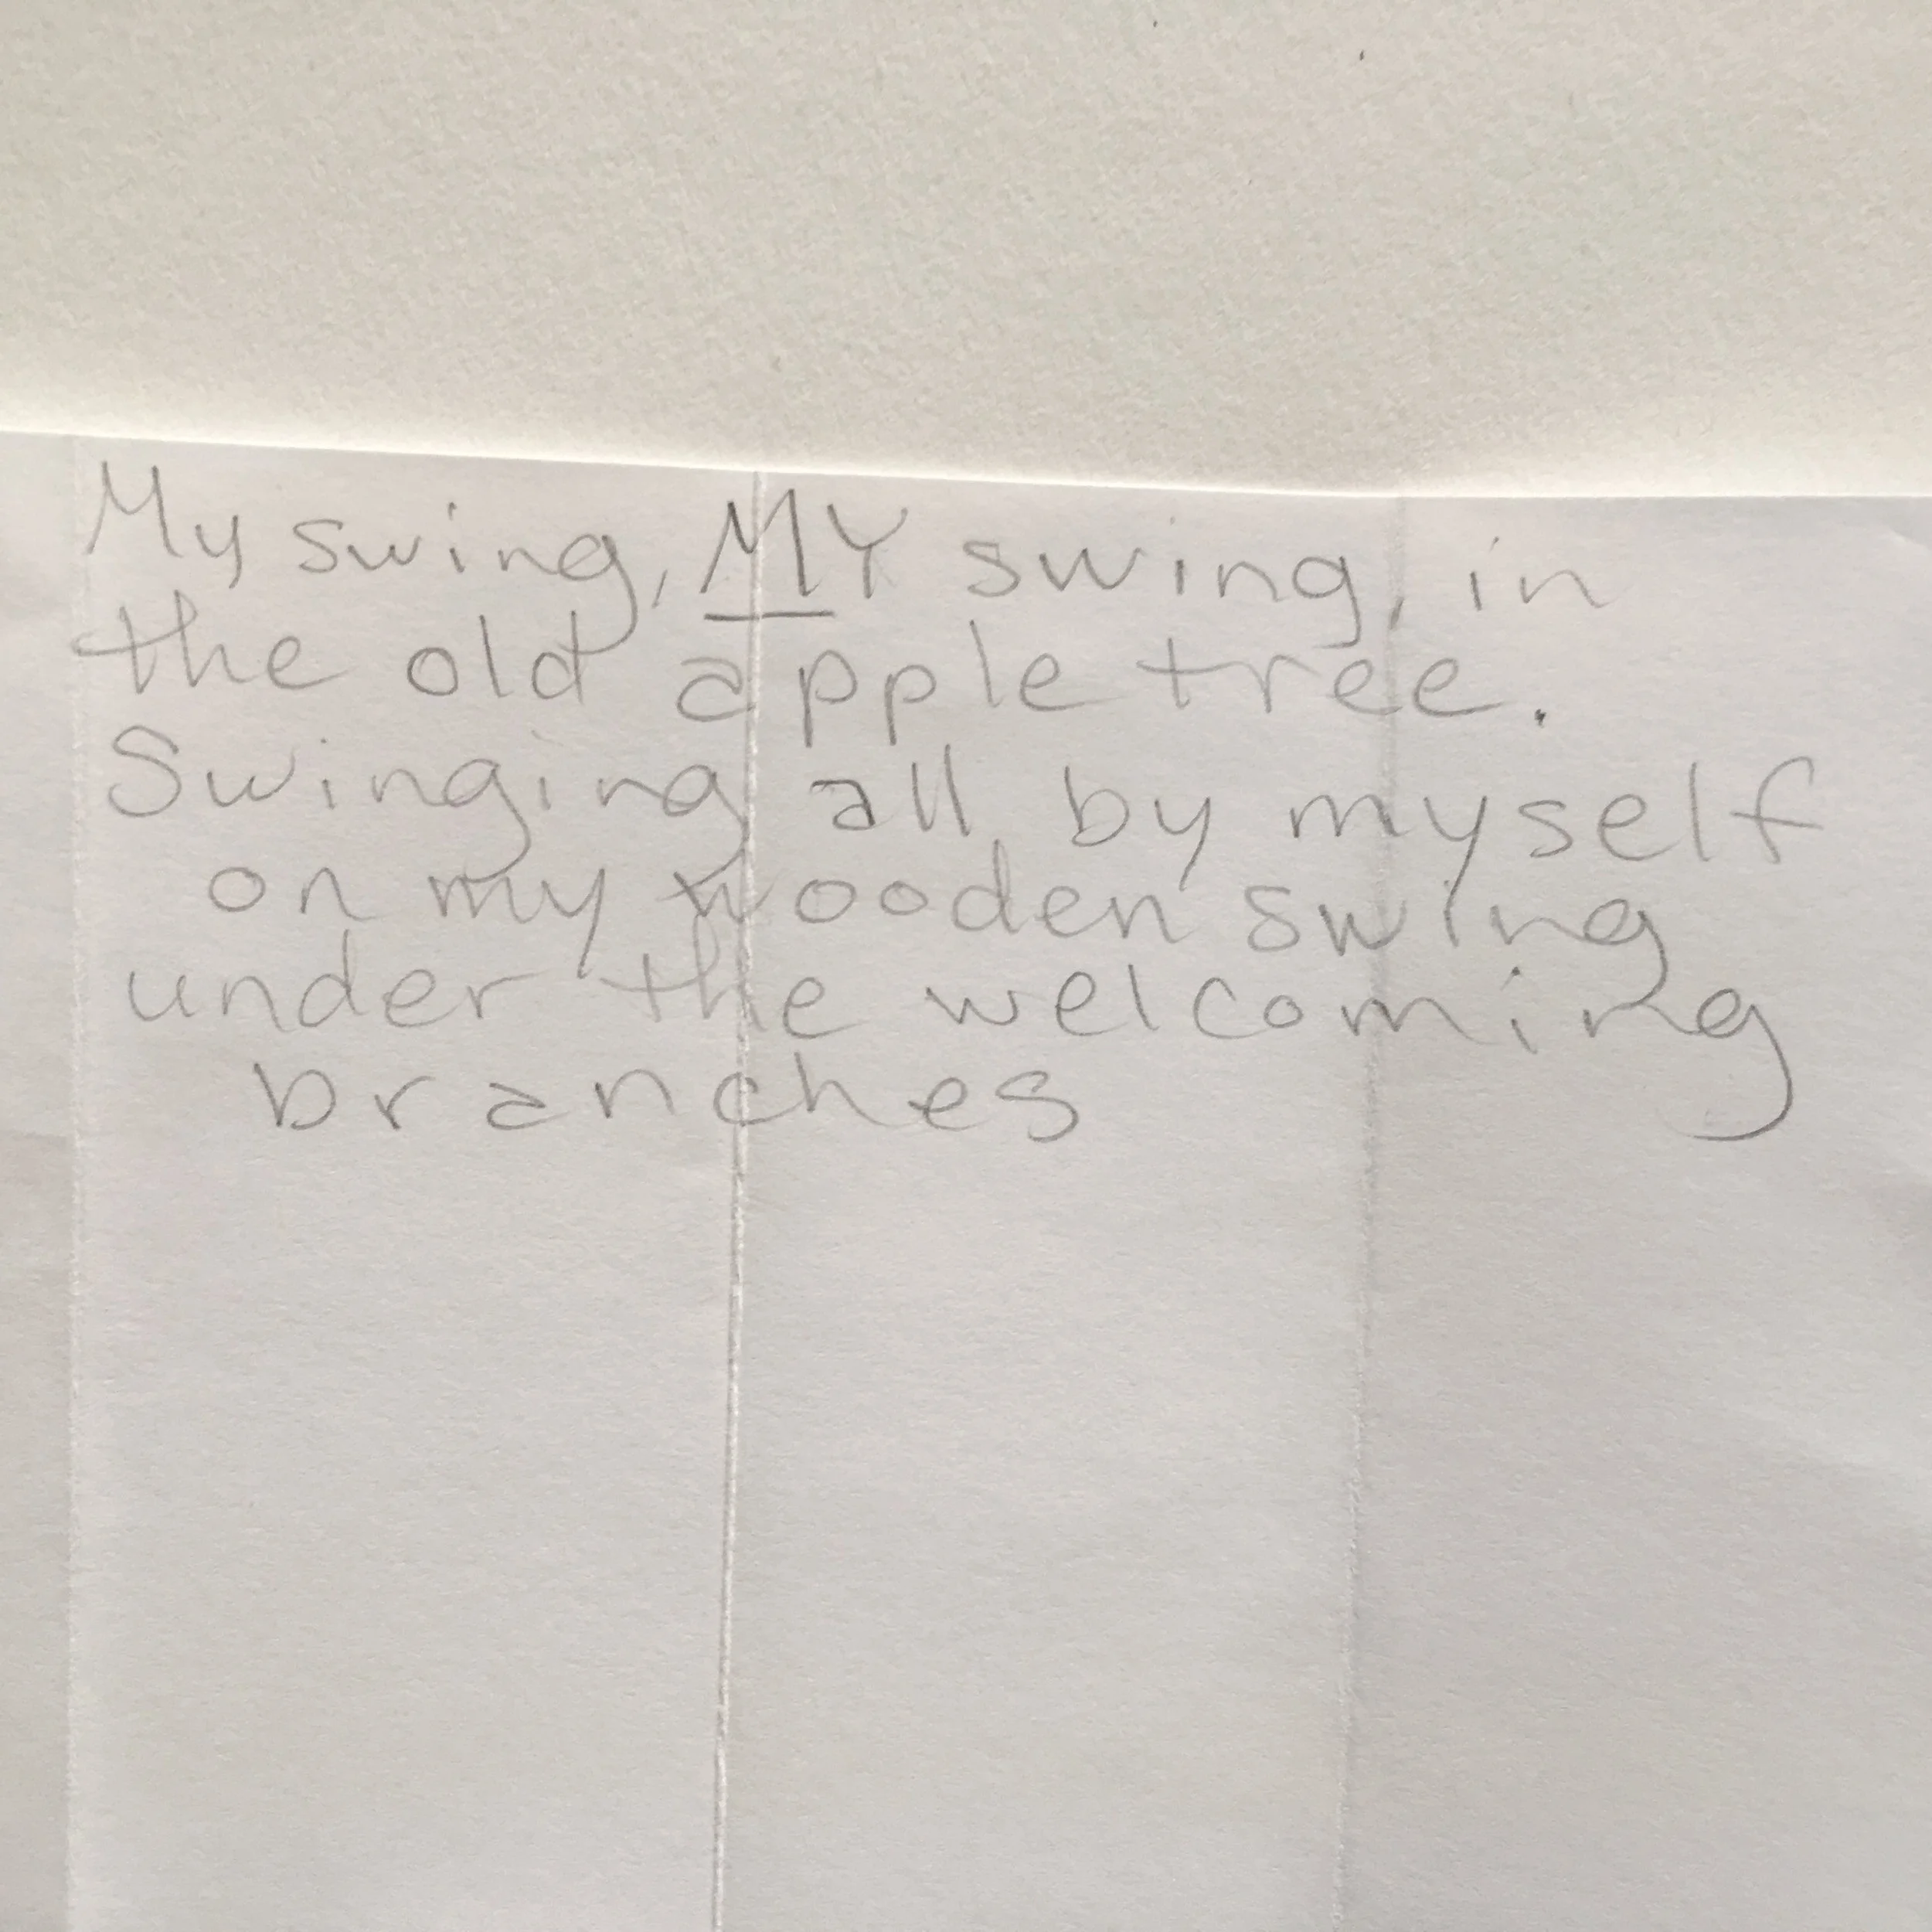 My swing, MY swing, in
the old apple tree.
Swinging all by myself
on my wooden swing
under the welcoming
branches